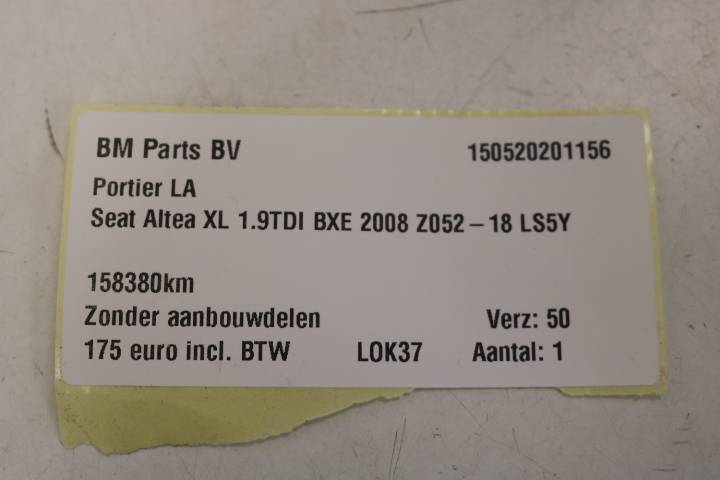 BM Parts BV 150520201156
Portier LA
Seat Altea XL 1.9TDI BXE 2008 Z052-18 LS5Y
158380km
Zonder aanbouwdelen Verz: 50
175 euro incl. BTW LOK37 Aantal: 1